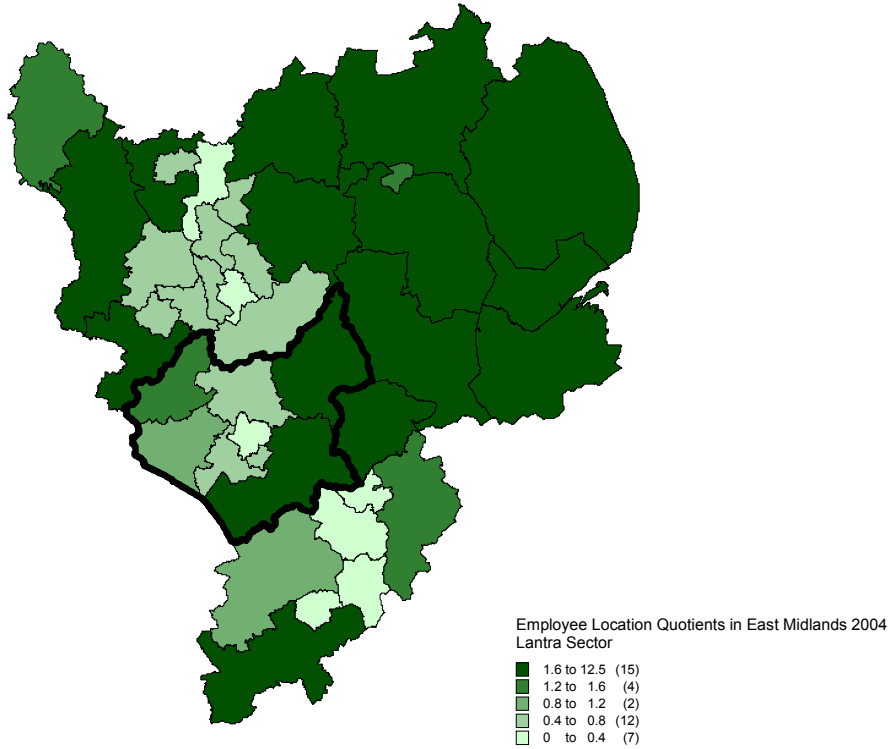 Employee Location Quotients in East Midlands 2004
Lantra Sector
1.6 to 12.5 (15)
1.2 to 1.6 (4)
0.8 to 1.2 (2)
0.4 to 0.8 (12)
0 to 0.4 (7)